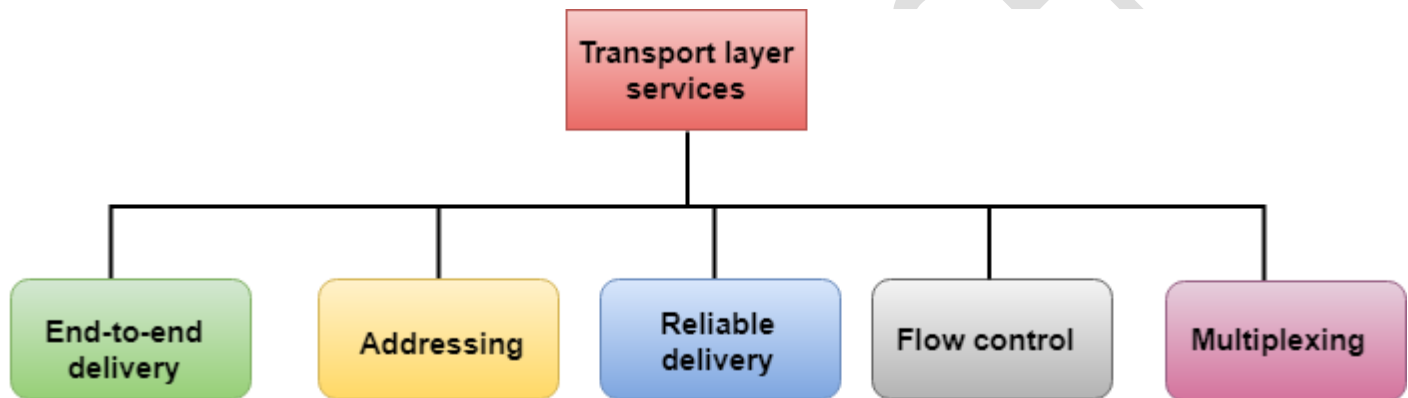 Transport layer
services
End-to-end
delivery
Addressing
Reliable
delivery
Flow control
Multiplexing